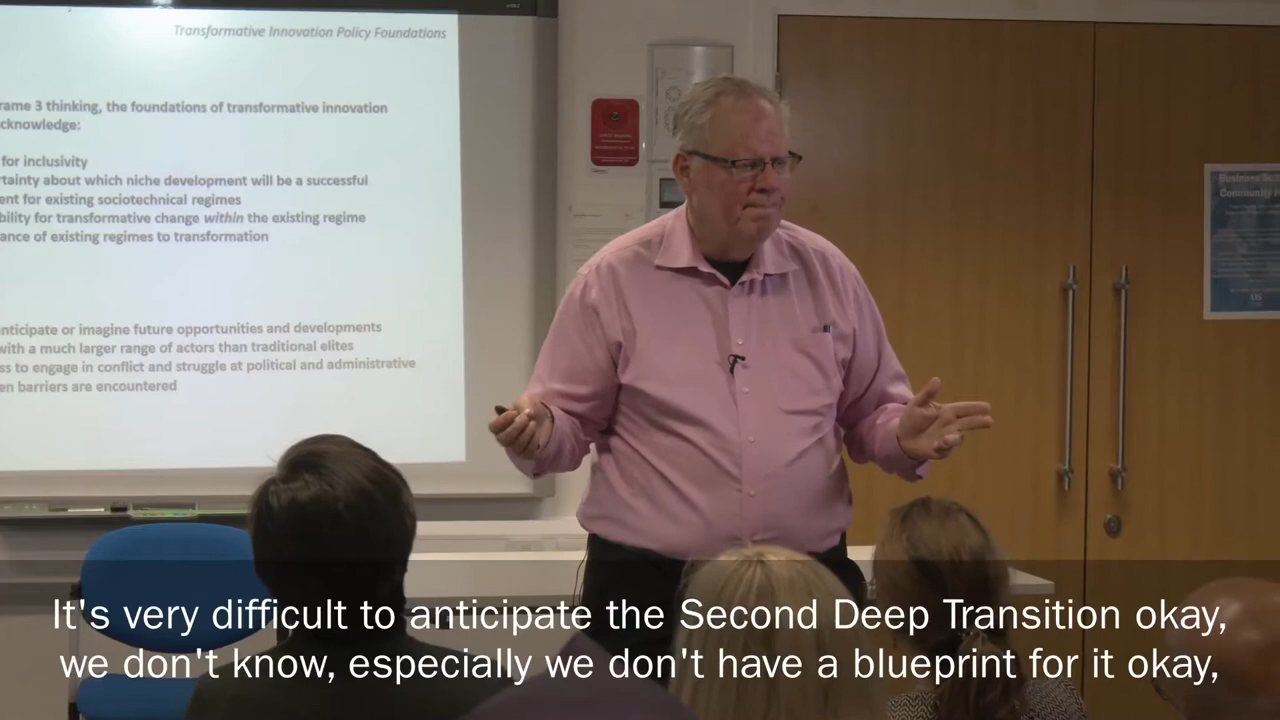 Transformative Innovation Policy Foundations
rame 3 thinking, the foundations of transformative innovation
cknowledge:
for inclusivity
rtainty about which niche development will be a successful
ent for existing sociotechnical regimes
bility for transformative change within the existing regime
ance of existing regimes to transformation
nticipate or imagine future opportunities and developments
with a much larger range of actors than traditional elites
ss to engage in conflict and struggle at political and administrative
en barriers are encountered
Community
US
It's very difficult to anticipate the Second Deep Transition okay,
we don't know, especially we don't have a blueprint for it okay,